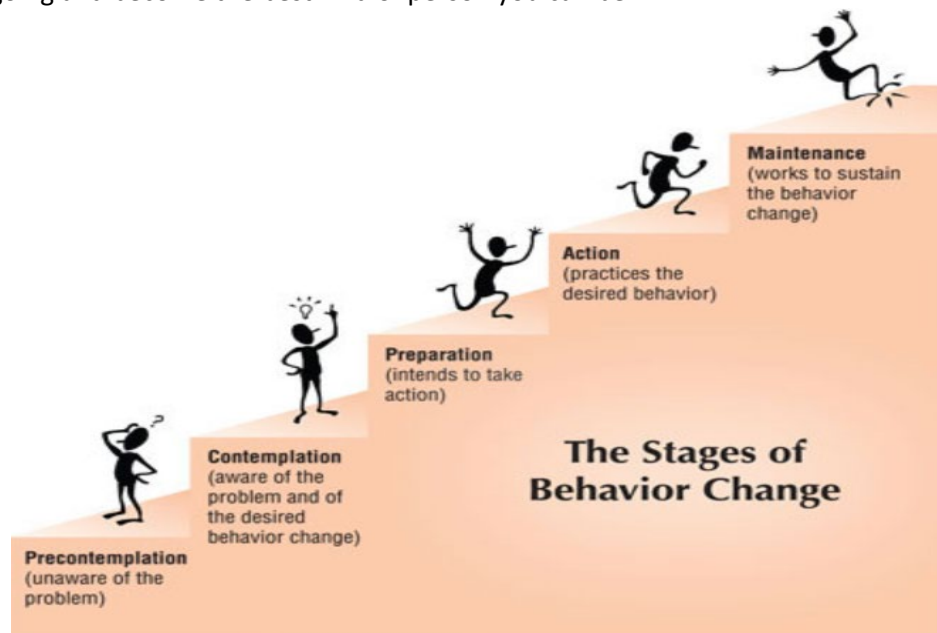 Maintenance
(works to sustain
the behavior
change)
Action
(practices the
desired behavior)
Preparation
(intends to take
action)
Contemplation
(aware of the
problem and of
the desired
behavior change)
Precontemplation
(unaware of the
problem)
The Stages of
Behavior Change